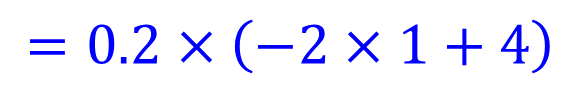 = 0.2 × (−2 × 1 + 4)